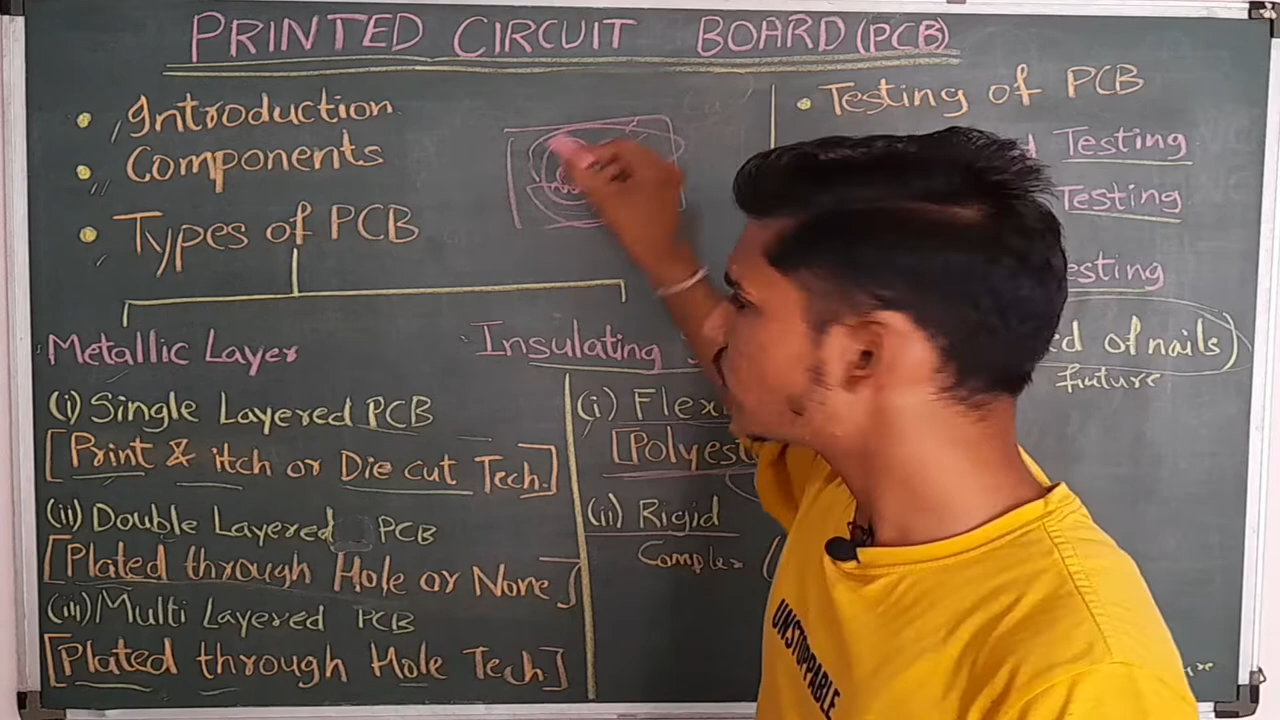 PRINTED CIRCUIT BOARD (PCB)
Introduction
Components
Types of PCB
Metallic Layer
(i) Single Layered PCB
[Print & itch or Die cut Tech.]
(ii) Double Layered PCB
[Plated through Hole or None]
(iii) Multi Layered PCB
[Plated through Hole Tech.]
Insulating
(i) Flexi
[Polyest
(ii) Rigid
Complex
Testing of PCB
Testing
Testing
esting
ed of nails)
fixture
UNSTOPPABLE